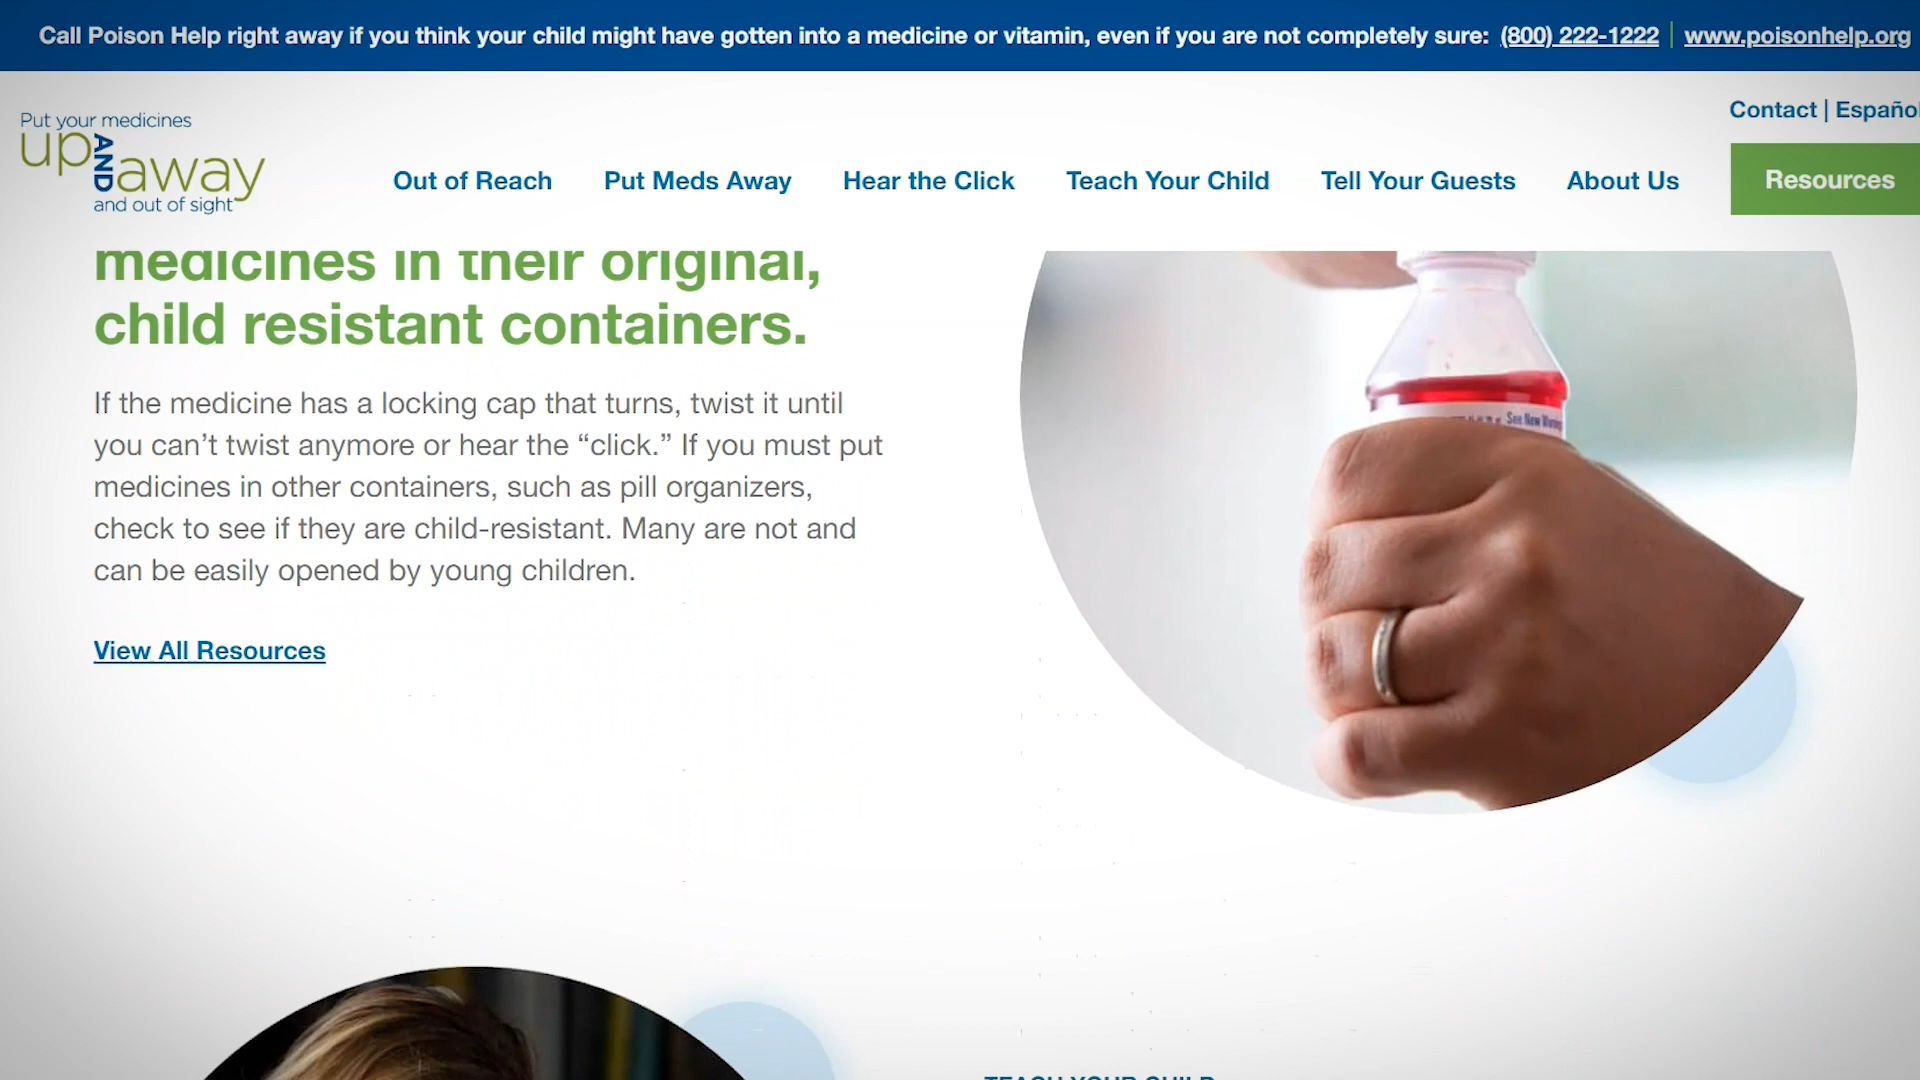 Call Poison Help right away if you think your child might have gotten into a medicine or vitamin, even if you are not completely sure: (800) 222-1222 | www.poisonhelp.org
Contact | Español
Put your medicines
up AND away
and out of sight
Out of Reach Put Meds Away Hear the Click Teach Your Child Tell Your Guests About Us Resources
medicines in their original,
child resistant containers.
If the medicine has a locking cap that turns, twist it until
you can’t twist anymore or hear the “click.” If you must put
medicines in other containers, such as pill organizers,
check to see if they are child-resistant. Many are not and
can be easily opened by young children.
See New
View All Resources
TEACH YOUR CHILD